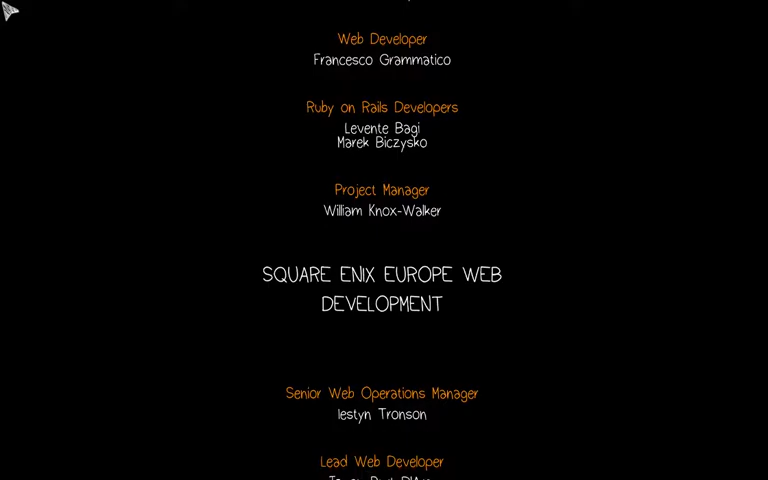 Web Developer
Francesco Grammatico
Ruby on Rails Developers
Levente Bagi
Marek Biczysko
Project Manager
William Knox-Walker
SQUARE ENIX EUROPE WEB
DEVELOPMENT
Senior Web Operations Manager
Iestyn Tronson
Lead Web Developer